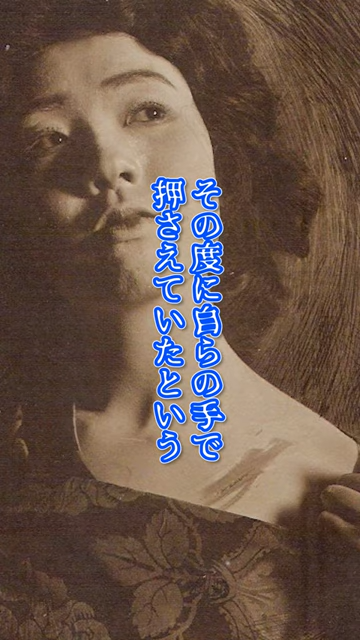 その度に自らの手で
押さえていたという